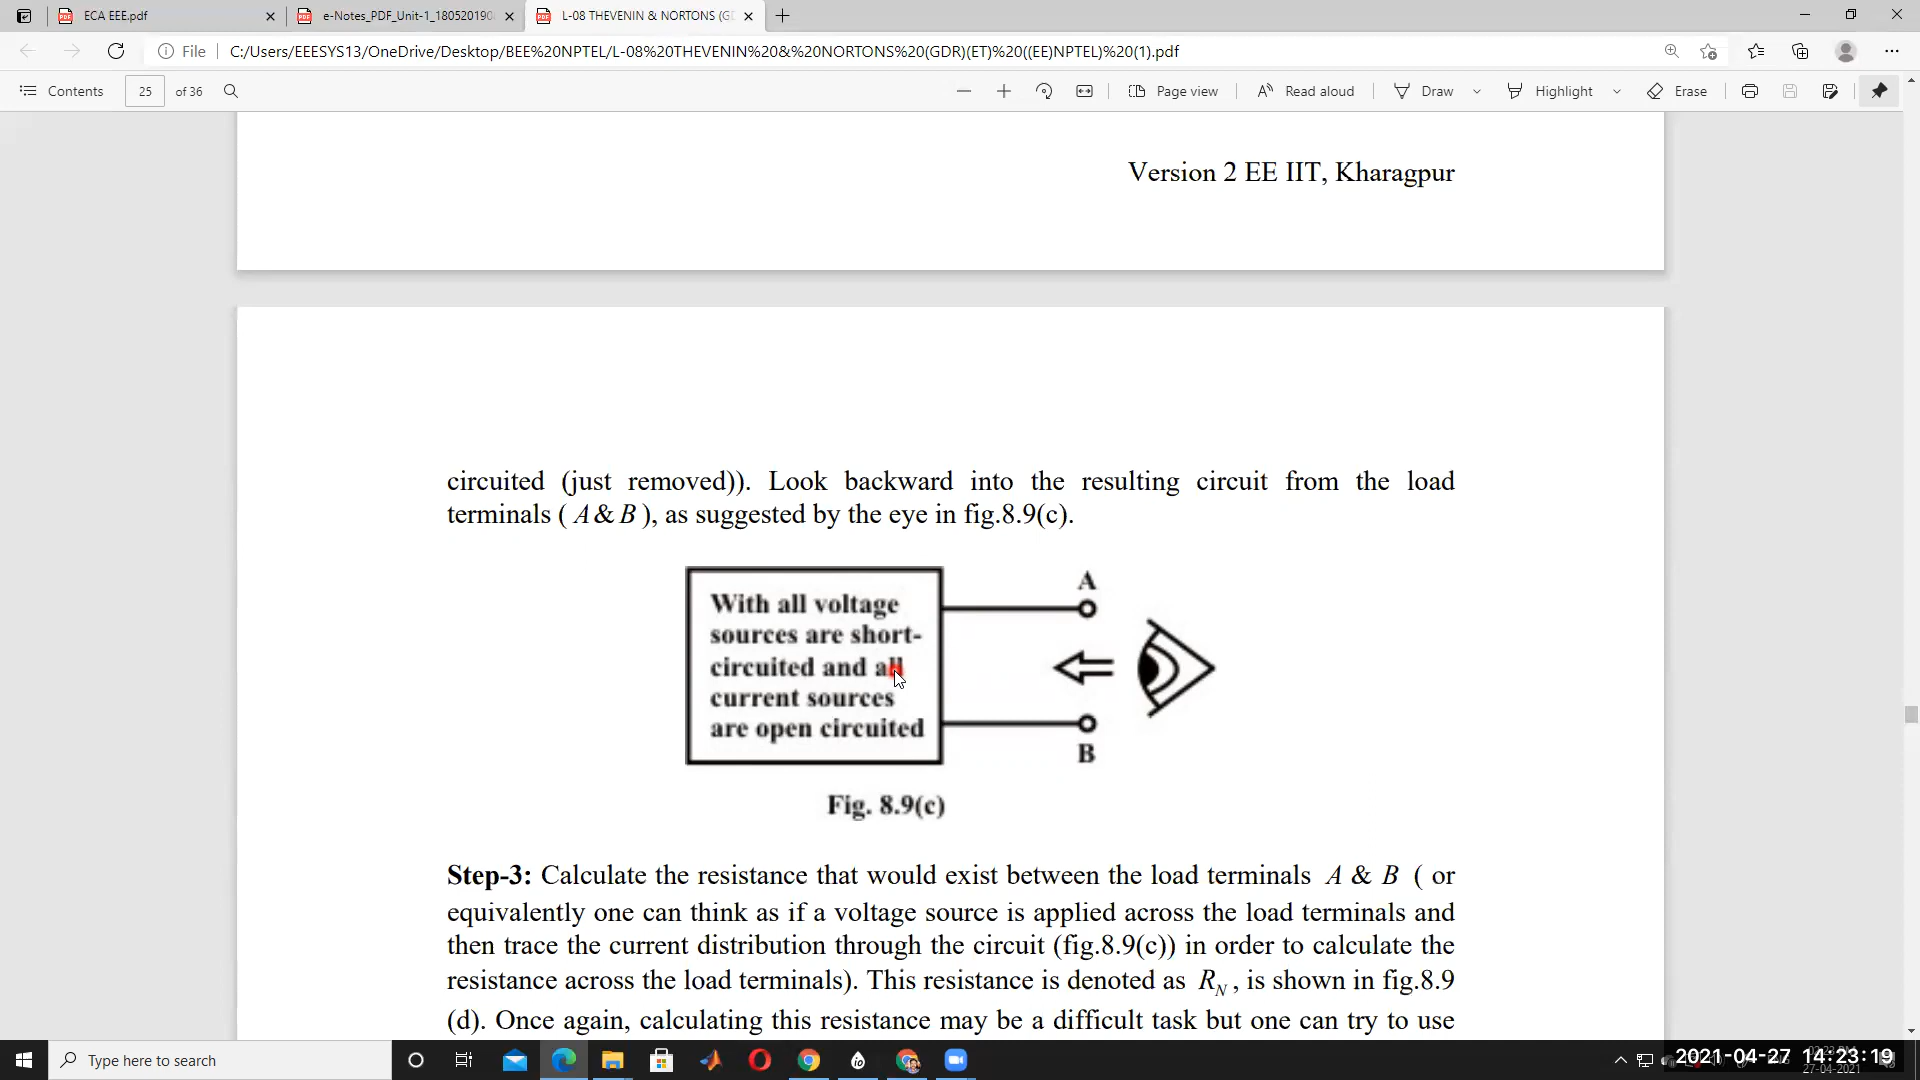 ECA EEE.pdf
e-Notes_PDF_Unit-1_180520190
L-08 THEVENIN & NORTONS (GD
File
C:/Users/EEESYS13/OneDrive/Desktop/BEE%20NPTEL/L-08%20THEVENIN%20&%20NORTONS%20(GDR)(ET)%20((EE)NPTEL)%20(1).pdf
Contents
25
of 36
Page view
Read aloud
Draw
Highlight
Erase
Version 2 EE IIT, Kharagpur
circuited (just removed)). Look backward into the resulting circuit from the load
terminals ( A & B ), as suggested by the eye in fig.8.9(c).
With all voltage
sources are short-
circuited and all
current sources
are open circuited
A
B
Fig. 8.9(c)
Step-3: Calculate the resistance that would exist between the load terminals A & B ( or
equivalently one can think as if a voltage source is applied across the load terminals and
then trace the current distribution through the circuit (fig.8.9(c)) in order to calculate the
resistance across the load terminals). This resistance is denoted as R_N , is shown in fig.8.9
(d). Once again, calculating this resistance may be a difficult task but one can try to use
Type here to search
2021-04-27 14:23:19
27-04-2021